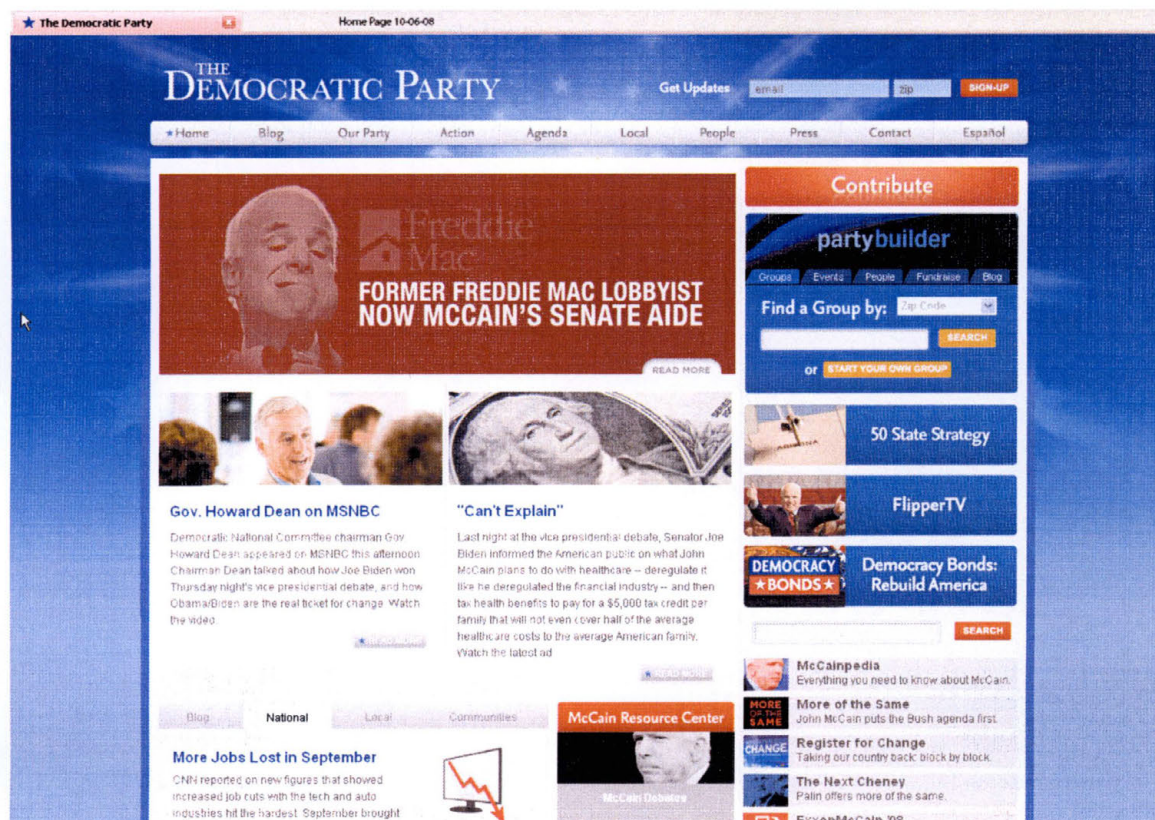 The Democratic Party
Home Page 10-06-08
THE
DEMOCRATIC PARTY
Get Updates
email
zip
SIGN-UP
Home Blog Our Party Action Agenda Local People Press Contact Español
Freddie
Mac
FORMER FREDDIE MAC LOBBYIST
NOW MCCAIN'S SENATE AIDE
READ MORE
Gov. Howard Dean on MSNBC
Democratic National Committee chairman Gov
Howard Dean appeared on MSNBC this afternoon
Chairman Dean talked about how Joe Biden won
Thursday night's vice presidential debate, and how
Obama/Biden are the real ticket for change. Watch
the video.
READ MORE
"Can't Explain"
Last night at the vice presidential debate, Senator Joe
Biden informed the American public on what John
McCain plans to do with healthcare -- deregulate it
like he deregulated the financial industry -- and then
tax health benefits to pay for a $5,000 tax credit per
family that will not even cover half of the average
healthcare costs to the average American family.
Watch the latest ad
READ MORE
Blog National Local Communities
More Jobs Lost in September
CNN reported on new figures that showed
increased job cuts with the tech and auto
industries hit the hardest. September brought
McCain Resource Center
McCain Debates
Contribute
partybuilder
Groups Events People Fundraise Blog
Find a Group by: Zip Code
SEARCH
or START YOUR OWN GROUP
ARIZONA
50 State Strategy
FlipperTV
DEMOCRACY
BONDS
Democracy Bonds:
Rebuild America
SEARCH
McCainpedia
Everything you need to know about McCain.
MORE
OF THE
SAME
More of the Same
John McCain puts the Bush agenda first.
CHANGE
Register for Change
Taking our country back: block by block.
The Next Cheney
Palin offers more of the same.
ExxonMcCain '08